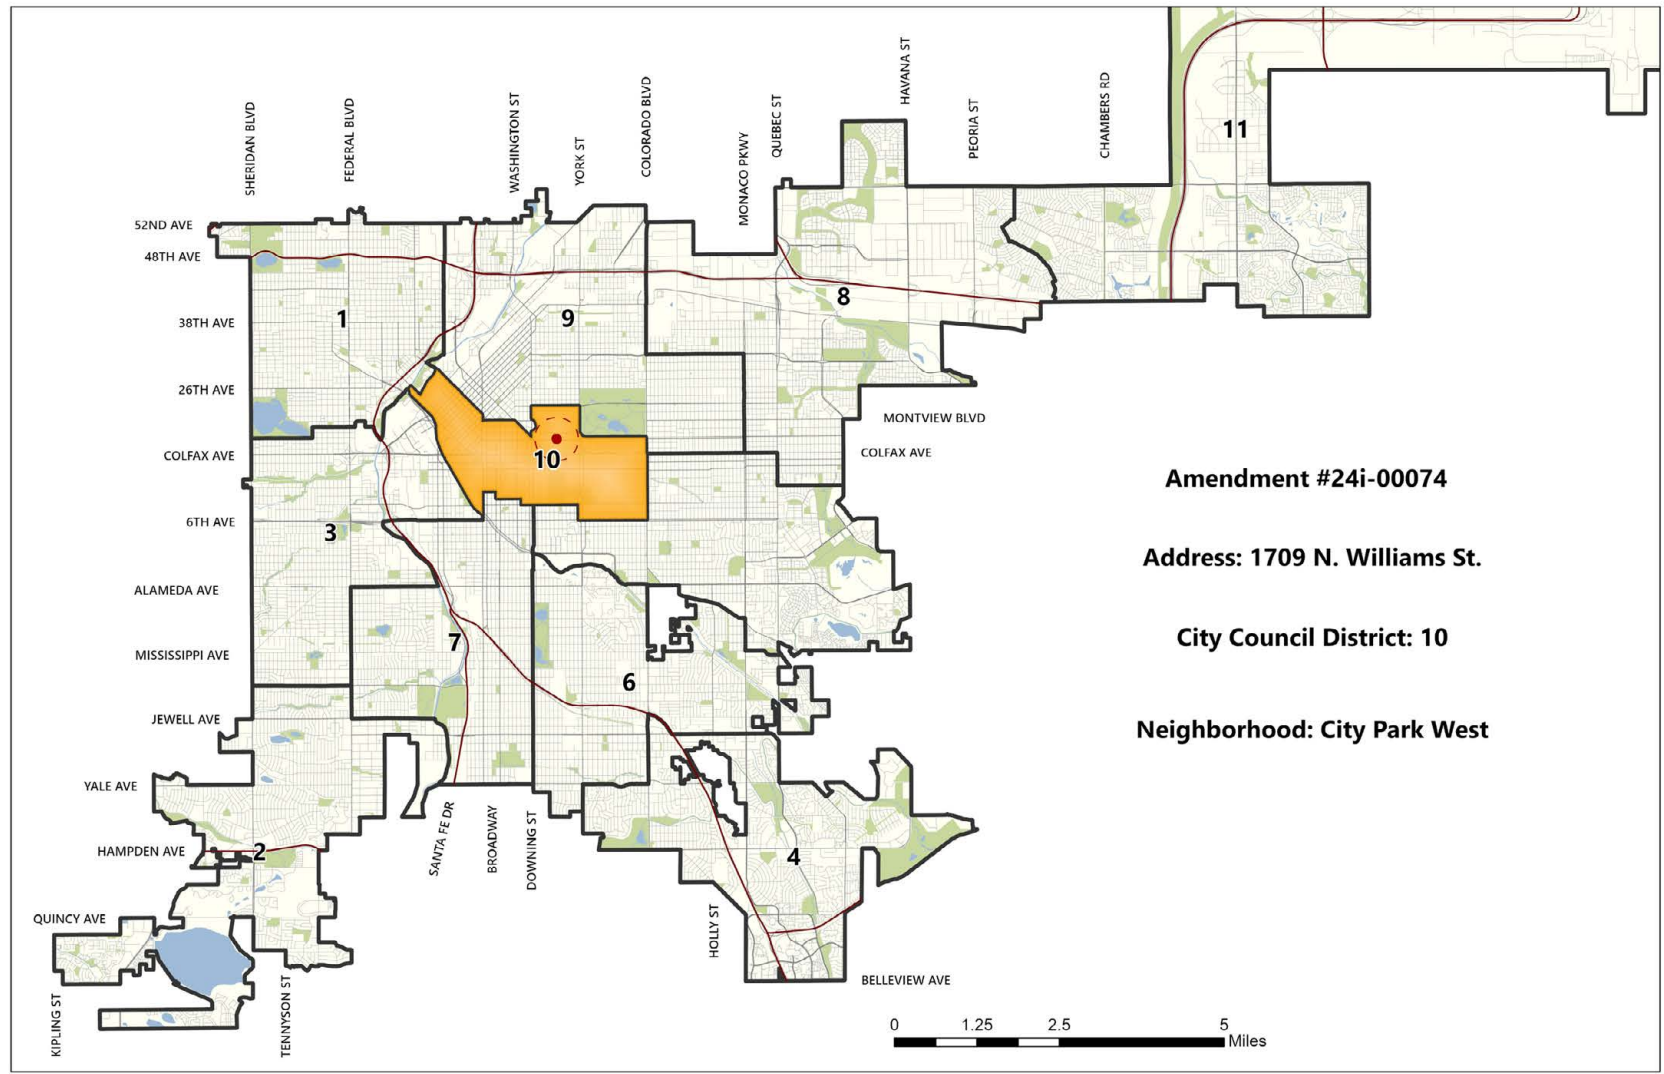 SHERIDAN BLVD
FEDERAL BLVD
WASHINGTON ST
YORK ST
COLORADO BLVD
MONACO PKWY
QUEBEC ST
HAVANA ST
PEORIA ST
CHAMBERS RD
11
52ND AVE
48TH AVE
8
1
9
38TH AVE
26TH AVE
MONTVIEW BLVD
COLFAX AVE
COLFAX AVE
10
Amendment #24i-00074
6TH AVE
3
Address: 1709 N. Williams St.
ALAMEDA AVE
7
City Council District: 10
MISSISSIPPI AVE
6
JEWELL AVE
Neighborhood: City Park West
YALE AVE
SANTA FE DR
BROADWAY
DOWNING ST
HAMPDEN AVE
2
4
QUINCY AVE
HOLLY ST
BELLEVIEW AVE
KIPLING ST
TENNYSON ST
0 1.25 2.5 5
Miles